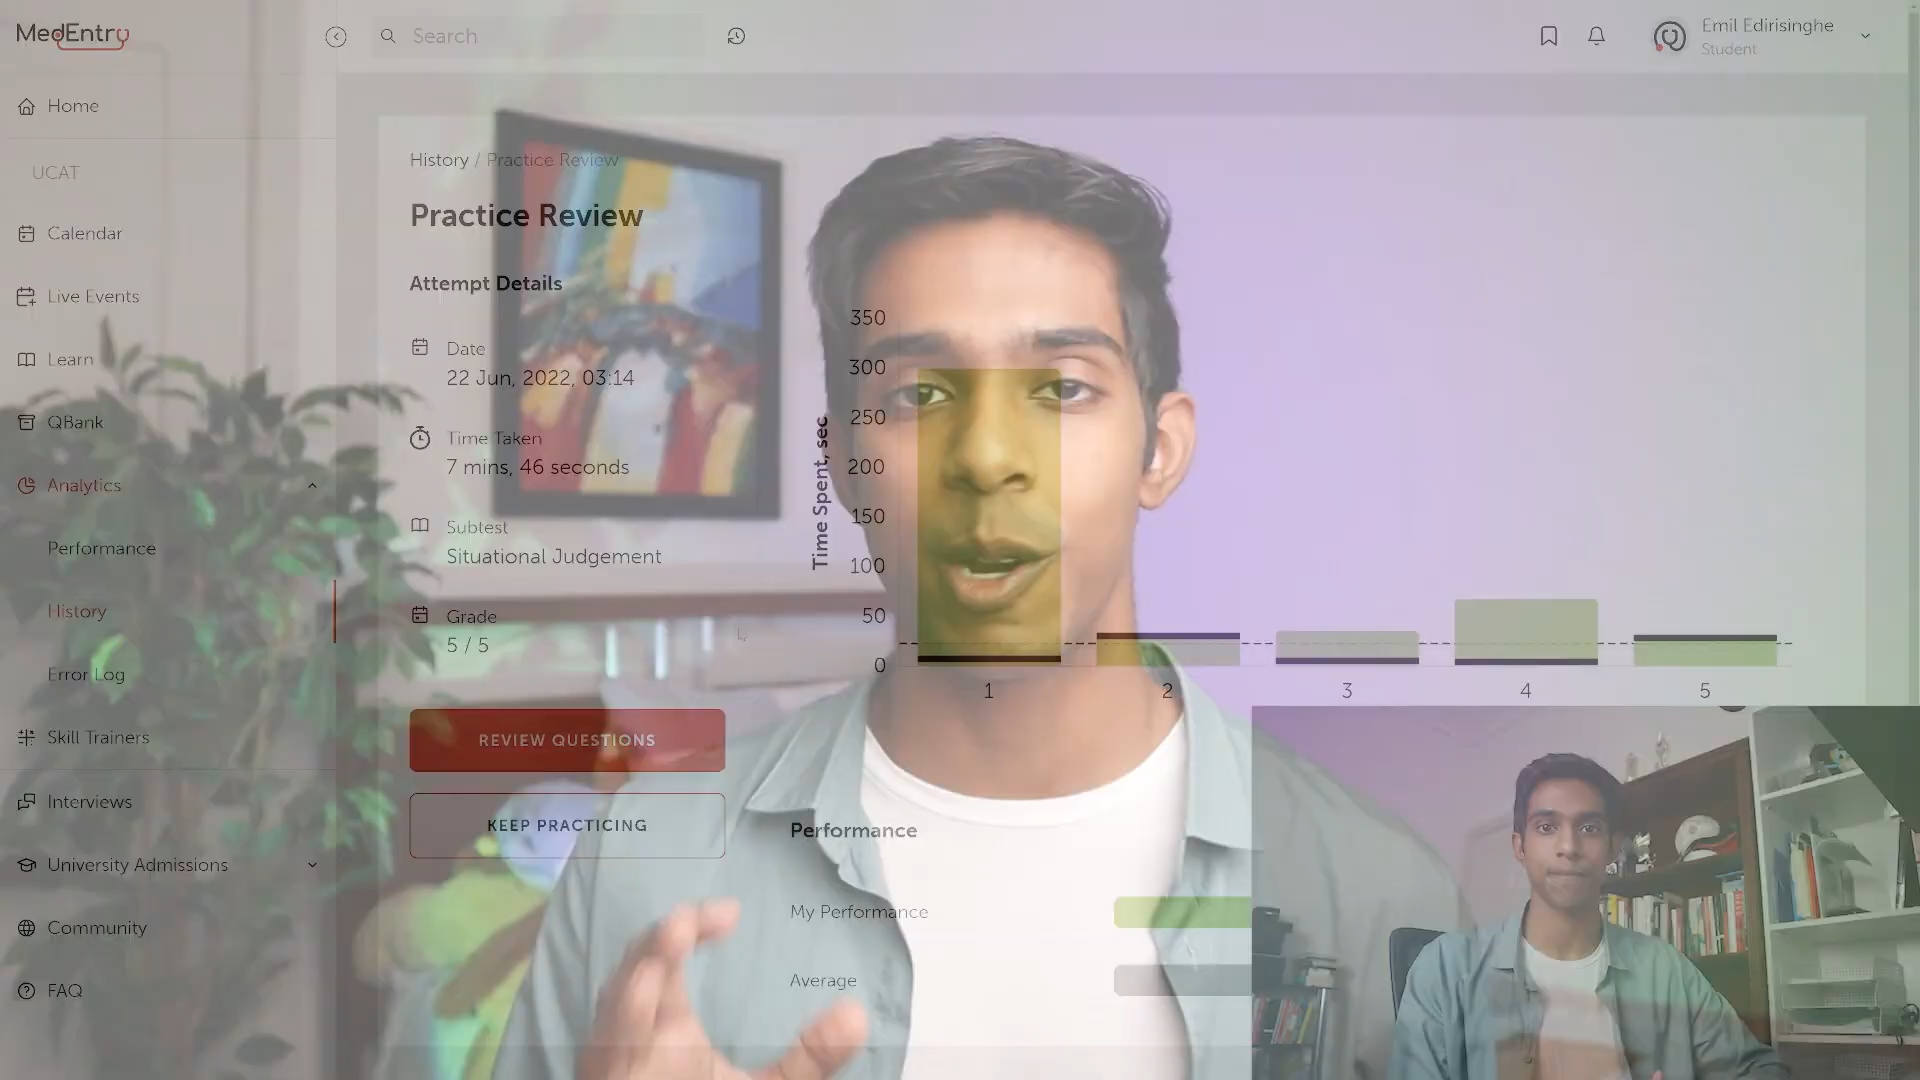 MedEntry
Search
Emil Edirisinghe
Student
Home
UCAT
Calendar
Live Events
Learn
QBank
Analytics
Performance
History
Error Log
Skill Trainers
Interviews
University Admissions
Community
FAQ
History / Practice Review
Practice Review
Attempt Details
Date
22 Jun, 2022, 03:14
Time Taken
7 mins, 46 seconds
Subtest
Situational Judgement
Grade
5 / 5
REVIEW QUESTIONS
KEEP PRACTICING
Time Spent, sec
350
300
250
200
150
100
50
0
1 2 3 4 5
Performance
My Performance
Average